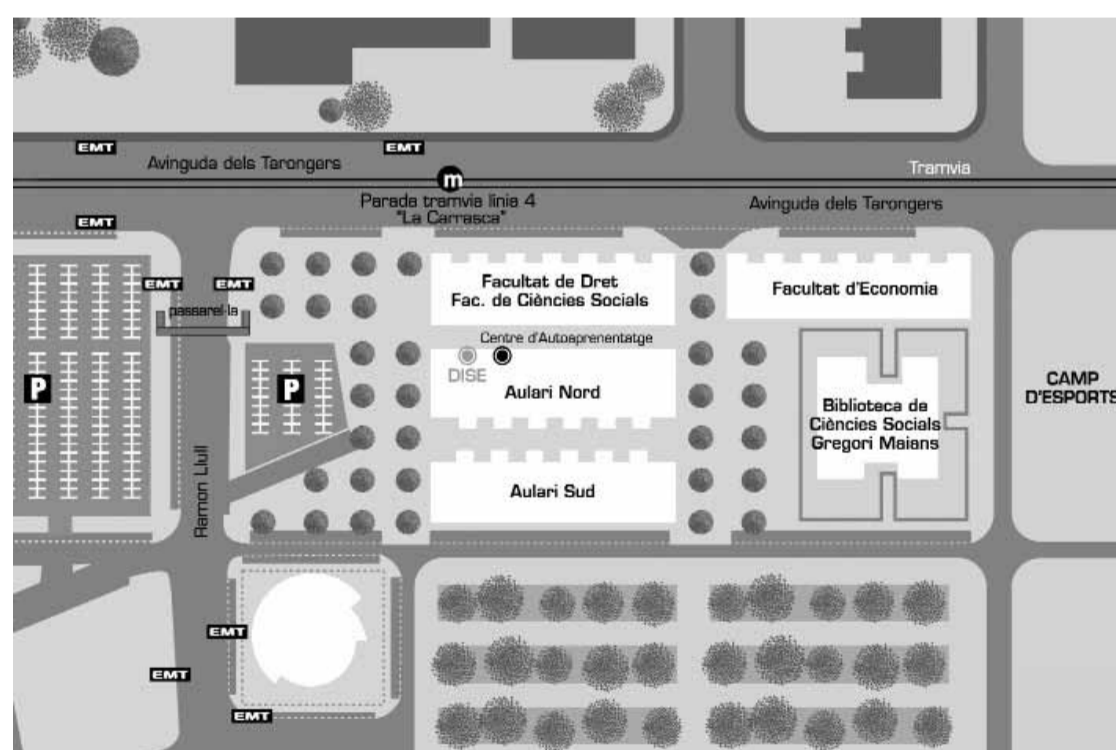 EMT
EMT
Avinguda dels Tarongers
m
Tramvia
Parada tramvia linia 4
"La Carrasca"
Avinguda dels Tarongers
EMT
EMT
EMT
passarel·la
Facultat de Dret
Fac. de Ciències Socials
Facultat d'Economia
Centre d'Autoaprenentatge
DISE
Aulari Nord
P
P
CAMP
D'ESPORTS
Biblioteca de
Ciències Socials
Gregori Maians
Aulari Sud
Ramon Llull
EMT
EMT
EMT